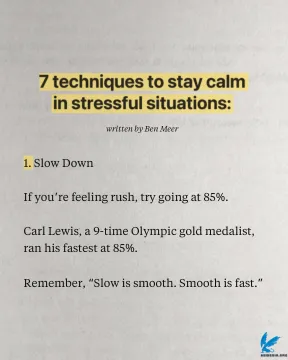 7 techniques to stay calm
in stressful situations:
written by Ben Meer
1. Slow Down
If you're feeling rush, try going at 85%.
Carl Lewis, a 9-time Olympic gold medalist,
ran his fastest at 85%.
Remember, “Slow is smooth. Smooth is fast.”